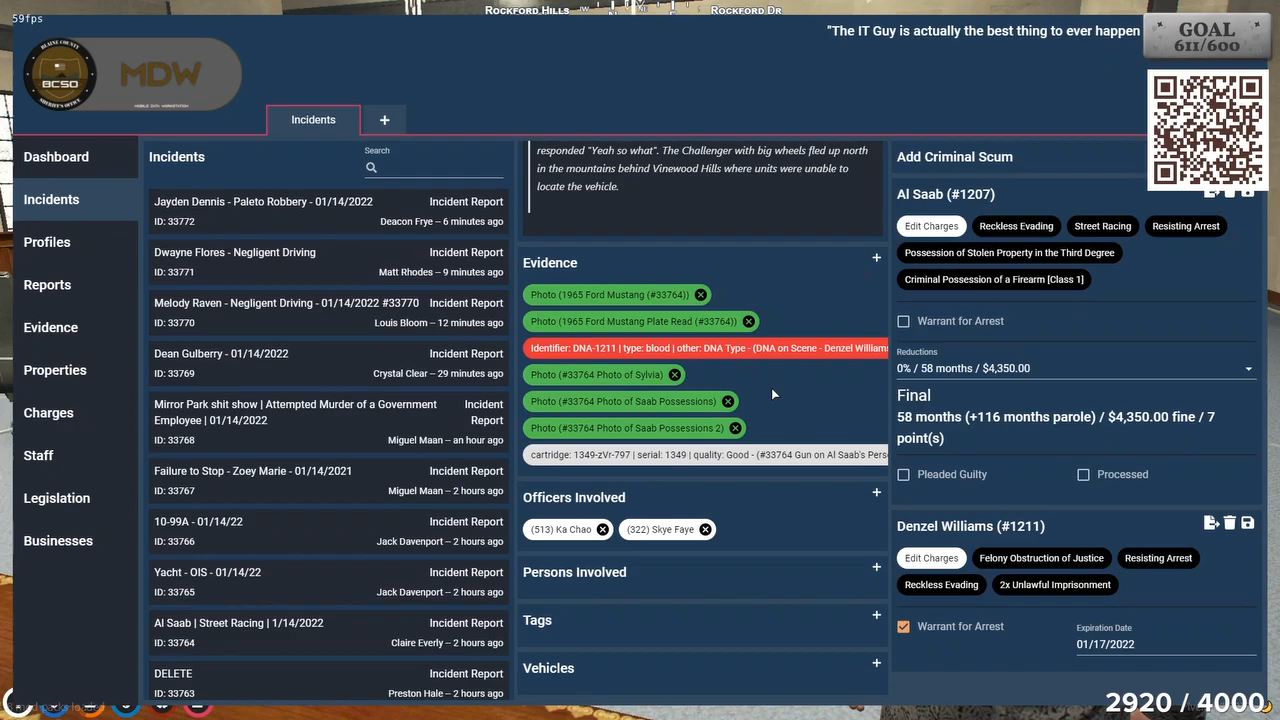 59fps
ROCKFORD HILLS
N
ROCKFORD DR
"The IT Guy is actually the best thing to ever happen
GOAL
611/600
BLAINE COUNTY
BCSO
SHERIFF'S OFFICE
MDW
MOBILE DATA WORKSTATION
Incidents
+
Dashboard
Incidents
Profiles
Reports
Evidence
Properties
Charges
Staff
Legislation
Businesses
Incidents
Search
Jayden Dennis - Paleto Robbery - 01/14/2022 Incident Report
ID: 33772 Deacon Frye – 6 minutes ago
Dwayne Flores - Negligent Driving Incident Report
ID: 33771 Matt Rhodes – 9 minutes ago
Melody Raven - Negligent Driving - 01/14/2022 #33770 Incident Report
ID: 33770 Louis Bloom – 12 minutes ago
Dean Gulberry - 01/14/2022 Incident Report
ID: 33769 Crystal Clear – 29 minutes ago
Mirror Park shit show | Attempted Murder of a Government Incident
Employee | 01/14/2022 Report
ID: 33768 Miguel Maan – an hour ago
Failure to Stop - Zoey Marie - 01/14/2021 Incident Report
ID: 33767 Miguel Maan – 2 hours ago
10-99A - 01/14/22 Incident Report
ID: 33766 Jack Davenport – 2 hours ago
Yacht - OIS - 01/14/22 Incident Report
ID: 33765 Jack Davenport – 2 hours ago
Al Saab | Street Racing | 1/14/2022 Incident Report
ID: 33764 Claire Everly – 2 hours ago
DELETE Incident Report
ID: 33763 Preston Hale – 2 hours ago
responded "Yeah so what". The Challenger with big wheels fled up north
in the mountains behind Vinewood Hills where units were unable to
locate the vehicle.
Evidence +
Photo (1965 Ford Mustang (#33764))
Photo (1965 Ford Mustang Plate Read (#33764))
Identifier: DNA-1211 | type: blood | other: DNA Type - (DNA on Scene - Denzel Williams
Photo (#33764 Photo of Sylvia)
Photo (#33764 Photo of Saab Possessions)
Photo (#33764 Photo of Saab Possessions 2)
cartridge: 1349-zVr-797 | serial: 1349 | quality: Good - (#33764 Gun on Al Saab's Pers
Officers Involved +
(513) Ka Chao (322) Skye Faye
Persons Involved +
Tags +
Vehicles +
Add Criminal Scum
Al Saab (#1207)
Edit Charges Reckless Evading Street Racing Resisting Arrest
Possession of Stolen Property in the Third Degree
Criminal Possession of a Firearm [Class 1]
Warrant for Arrest
Reductions
0% / 58 months / $4,350.00
Final
58 months (+116 months parole) / $4,350.00 fine / 7
point(s)
Pleaded Guilty Processed
Denzel Williams (#1211)
Edit Charges Felony Obstruction of Justice Resisting Arrest
Reckless Evading 2x Unlawful Imprisonment
Warrant for Arrest Expiration Date
01/17/2022
2920 / 4000